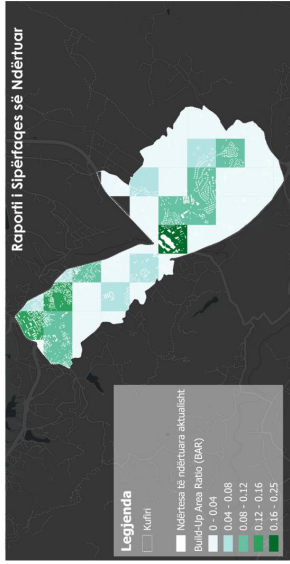 Raporti i Sipërfaqes së Ndërtuar
Legjenda
Kufiri
Ndërtesa të ndërtuara aktualisht
Build-Up Area Ratio (BAR)
0 - 0.04
0.04 - 0.08
0.08 - 0.12
0.12 - 0.16
0.16 - 0.25